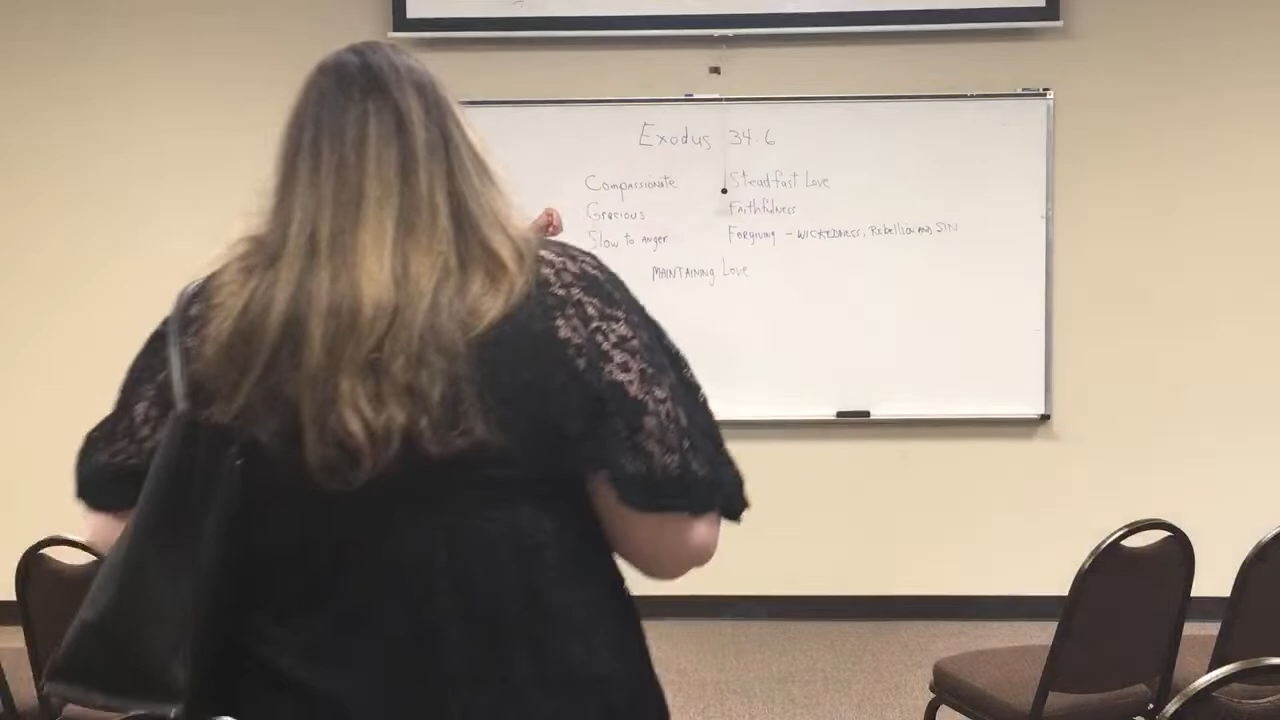 Exodus 34.6
Compassionate
Gracious
Slow to anger
Steadfast Love
Faithfulness
Forgiving - WICKEDNESS, Rebellion AND SIN
MAINTAINING Love